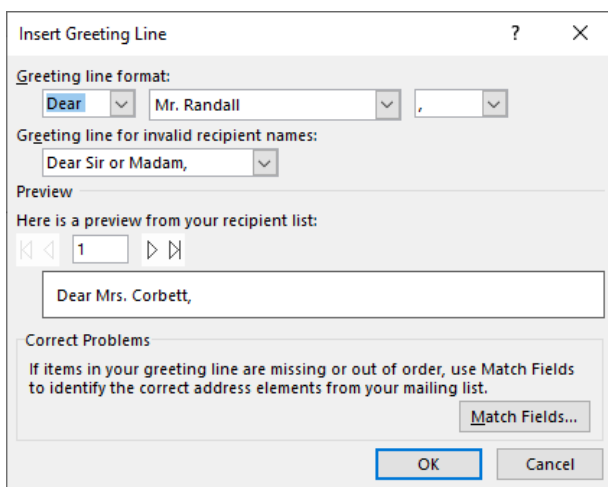 Insert Greeting Line ?
Greeting line format:
Dear Mr. Randall ,
Greeting line for invalid recipient names:
Dear Sir or Madam,
Preview
Here is a preview from your recipient list:
1
Dear Mrs. Corbett,
Correct Problems
If items in your greeting line are missing or out of order, use Match Fields
to identify the correct address elements from your mailing list.
Match Fields...
OK Cancel